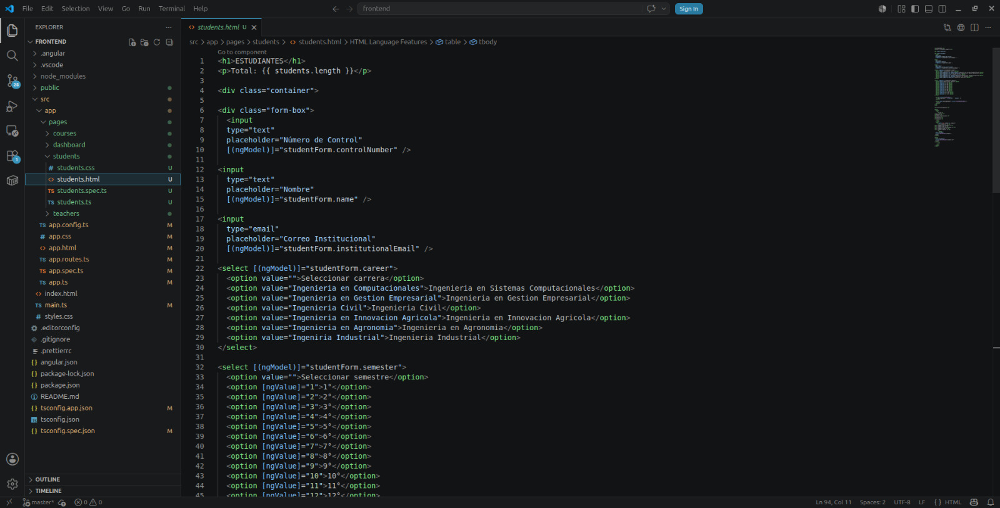 File Edit Selection View Go Run Terminal Help
frontend
Sign In
EXPLORER
FRONTEND
.angular
.vscode
node_modules
public
src
app
pages
courses
dashboard
students
students.css U
students.html U
students.spec.ts U
students.ts U
teachers
app.config.ts M
app.css M
app.html M
app.routes.ts M
app.spec.ts M
app.ts M
index.html
main.ts M
styles.css
.editorconfig
.gitignore
.prettierrc
angular.json
package-lock.json
package.json
README.md
tsconfig.app.json M
tsconfig.json
tsconfig.spec.json M
OUTLINE
TIMELINE
28
1
students.html U
src > app > pages > students > students.html > HTML Language Features > table > tbody
Go to component
1 <h1>ESTUDIANTES</h1>
2 <p>Total: {{ students.length }}</p>
3
4 <div class="container">
5
6 <div class="form-box">
7 <input
8 type="text"
9 placeholder="Número de Control"
10 [(ngModel)]="studentForm.controlNumber" />
11
12 <input
13 type="text"
14 placeholder="Nombre"
15 [(ngModel)]="studentForm.name" />
16
17 <input
18 type="email"
19 placeholder="Correo Institucional"
20 [(ngModel)]="studentForm.institutionalEmail" />
21
22 <select [(ngModel)]="studentForm.career">
23 <option value="">Seleccionar carrera</option>
24 <option value="Ingenieria en Computacionales">Ingenieria en Sistemas Computacionales</option>
25 <option value="Ingenieria en Gestion Empresarial">Ingenieria en Gestion Empresarial</option>
26 <option value="Ingenieria Civil">Ingenieria Civil</option>
27 <option value="Ingenieria en Innovacion Agricola">Ingenieria en Innovacion Agricola</option>
28 <option value="Ingenieria en Agronomia">Ingenieria en Agronomia</option>
29 <option value="Ingeniria Industrial">Ingenieria Industrial</option>
30 </select>
31
32 <select [(ngModel)]="studentForm.semester">
33 <option value="">Seleccionar semestre</option>
34 <option [ngValue]="1">1°</option>
35 <option [ngValue]="2">2°</option>
36 <option [ngValue]="3">3°</option>
37 <option [ngValue]="4">4°</option>
38 <option [ngValue]="5">5°</option>
39 <option [ngValue]="6">6°</option>
40 <option [ngValue]="7">7°</option>
41 <option [ngValue]="8">8°</option>
42 <option [ngValue]="9">9°</option>
43 <option [ngValue]="10">10°</option>
44 <option [ngValue]="11">11°</option>
45 <option [ngValue]="12">12°</option>
master* 0 0 Ln 94, Col 11 Spaces: 2 UTF-8 LF { } HTML